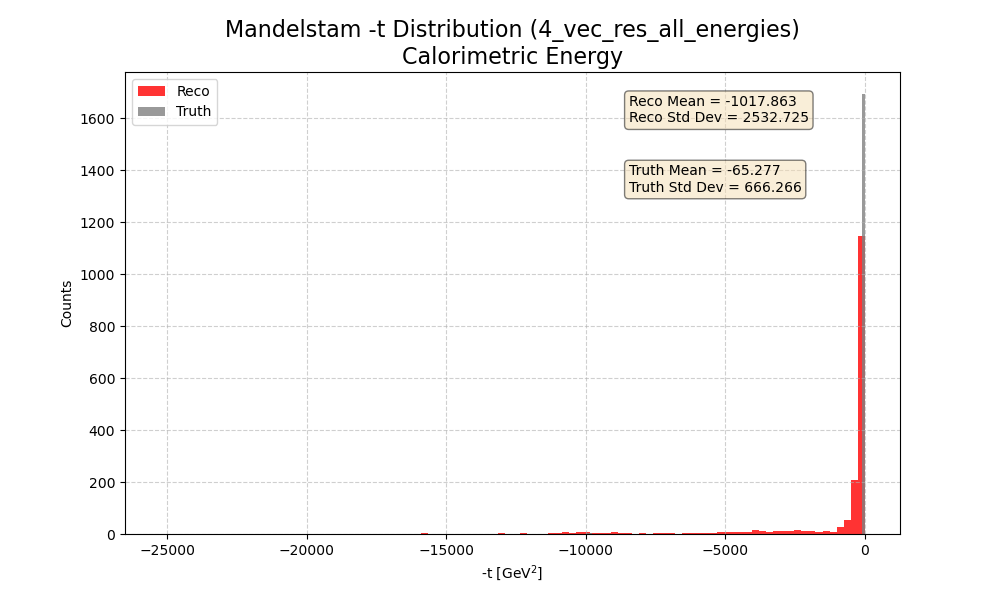 Mandelstam -t Distribution (4_vec_res_all_energies)
Calorimetric Energy
Reco
Truth
Reco Mean = -1017.863
Reco Std Dev = 2532.725
Truth Mean = -65.277
Truth Std Dev = 666.266
Counts
1600
1400
1200
1000
800
600
400
200
0
−25000
−20000
−15000
−10000
−5000
0
-t [GeV²]